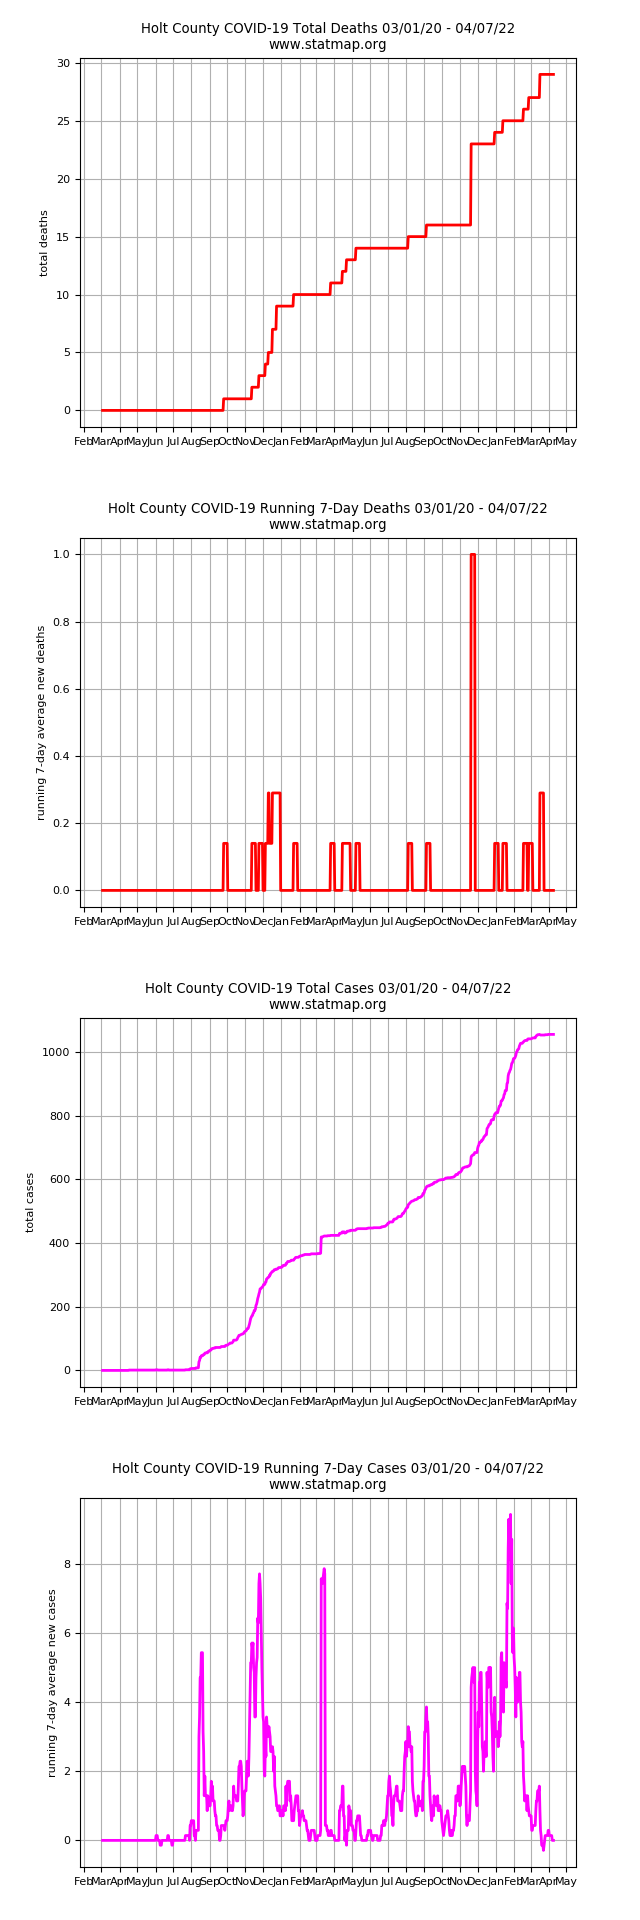 Holt County COVID-19 Total Deaths 03/01/20 - 04/07/22
www.statmap.org
30
25
20
15
10
5
0
total deaths
Feb Mar Apr May Jun Jul Aug Sep Oct Nov Dec Jan Feb Mar Apr May Jun Jul Aug Sep Oct Nov Dec Jan Feb Mar Apr May
Holt County COVID-19 Running 7-Day Deaths 03/01/20 - 04/07/22
www.statmap.org
1.0
0.8
0.6
0.4
0.2
0.0
running 7-day average new deaths
Feb Mar Apr May Jun Jul Aug Sep Oct Nov Dec Jan Feb Mar Apr May Jun Jul Aug Sep Oct Nov Dec Jan Feb Mar Apr May
Holt County COVID-19 Total Cases 03/01/20 - 04/07/22
www.statmap.org
1000
800
600
400
200
0
total cases
Feb Mar Apr May Jun Jul Aug Sep Oct Nov Dec Jan Feb Mar Apr May Jun Jul Aug Sep Oct Nov Dec Jan Feb Mar Apr May
Holt County COVID-19 Running 7-Day Cases 03/01/20 - 04/07/22
www.statmap.org
8
6
4
2
0
running 7-day average new cases
Feb Mar Apr May Jun Jul Aug Sep Oct Nov Dec Jan Feb Mar Apr May Jun Jul Aug Sep Oct Nov Dec Jan Feb Mar Apr May